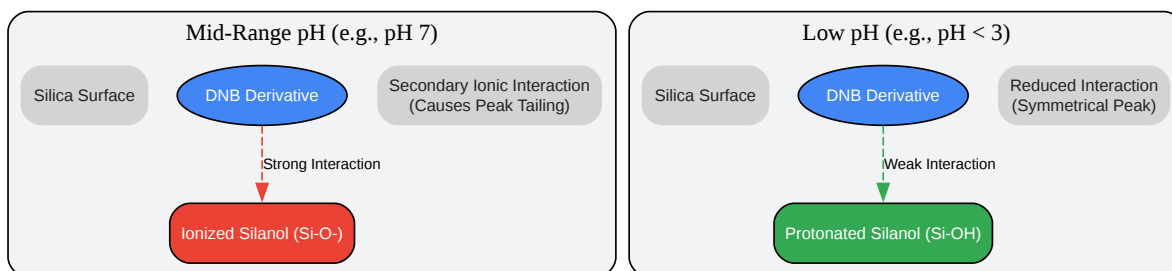 Mid-Range pH (e.g., pH 7)
Silica Surface
DNB Derivative
Secondary Ionic Interaction
(Causes Peak Tailing)
Strong Interaction
Ionized Silanol (Si-O-)
Low pH (e.g., pH < 3)
Silica Surface
DNB Derivative
Reduced Interaction
(Symmetrical Peak)
Weak Interaction
Protonated Silanol (Si-OH)